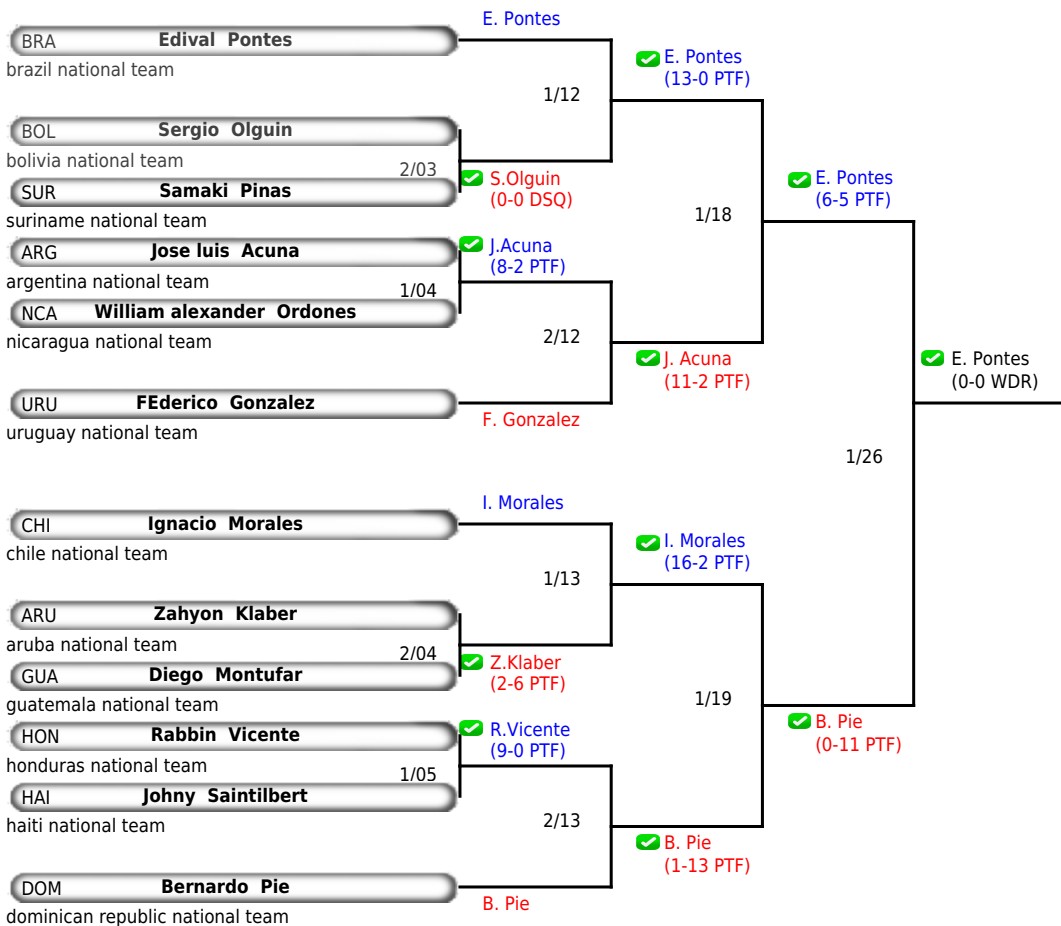 E. Pontes
BRA Edival Pontes
brazil national team
✅ E. Pontes
(13-0 PTF)
1/12
BOL Sergio Olguin
bolivia national team
2/03
✅ S.Olguin
(0-0 DSQ)
SUR Samaki Pinas
suriname national team
✅ E. Pontes
(6-5 PTF)
1/18
ARG Jose luis Acuna
argentina national team
✅ J.Acuna
(8-2 PTF)
1/04
NCA William alexander Ordones
nicaragua national team
2/12
✅ J. Acuna
(11-2 PTF)
✅ E. Pontes
(0-0 WDR)
URU FEderico Gonzalez
uruguay national team
F. Gonzalez
1/26
I. Morales
CHI Ignacio Morales
chile national team
✅ I. Morales
(16-2 PTF)
1/13
ARU Zahyon Klaber
aruba national team
2/04
✅ Z.Klaber
(2-6 PTF)
GUA Diego Montufar
guatemala national team
1/19
✅ B. Pie
(0-11 PTF)
HON Rabbin Vicente
honduras national team
✅ R.Vicente
(9-0 PTF)
1/05
HAI Johny Saintilbert
haiti national team
2/13
✅ B. Pie
(1-13 PTF)
DOM Bernardo Pie
dominican republic national team
B. Pie